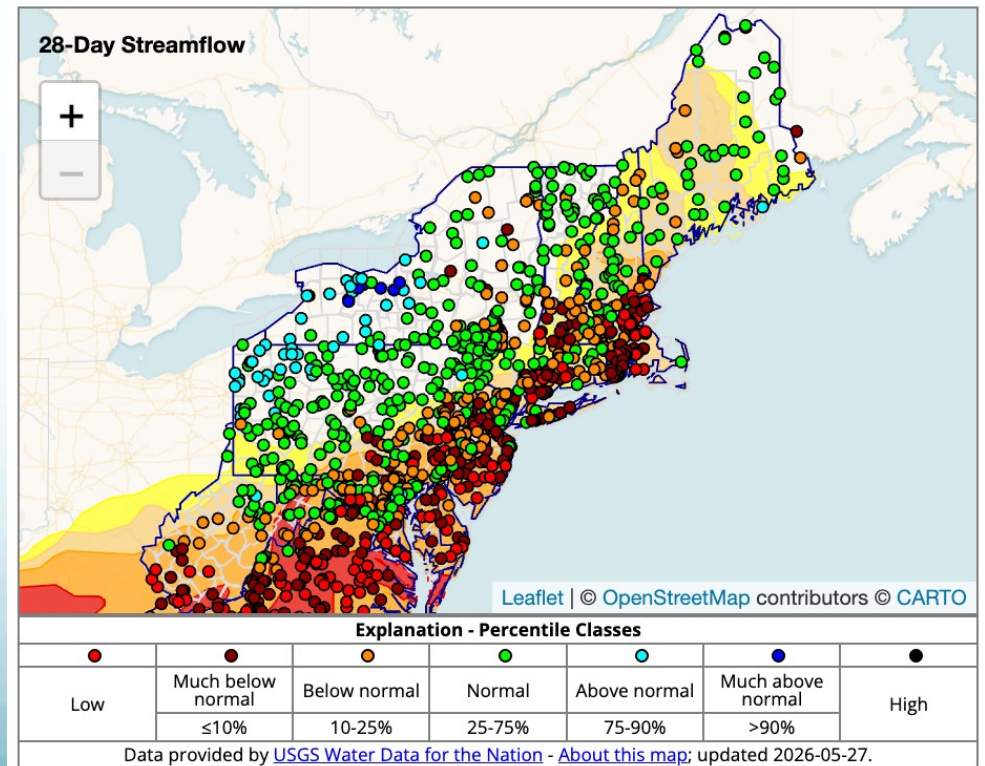 28-Day Streamflow
+
−
Leaflet | © OpenStreetMap contributors © CARTO
Explanation - Percentile Classes
Low
Much below normal
Below normal
Normal
Above normal
Much above normal
High
≤10%
10-25%
25-75%
75-90%
>90%
Data provided by USGS Water Data for the Nation - About this map; updated 2026-05-27.